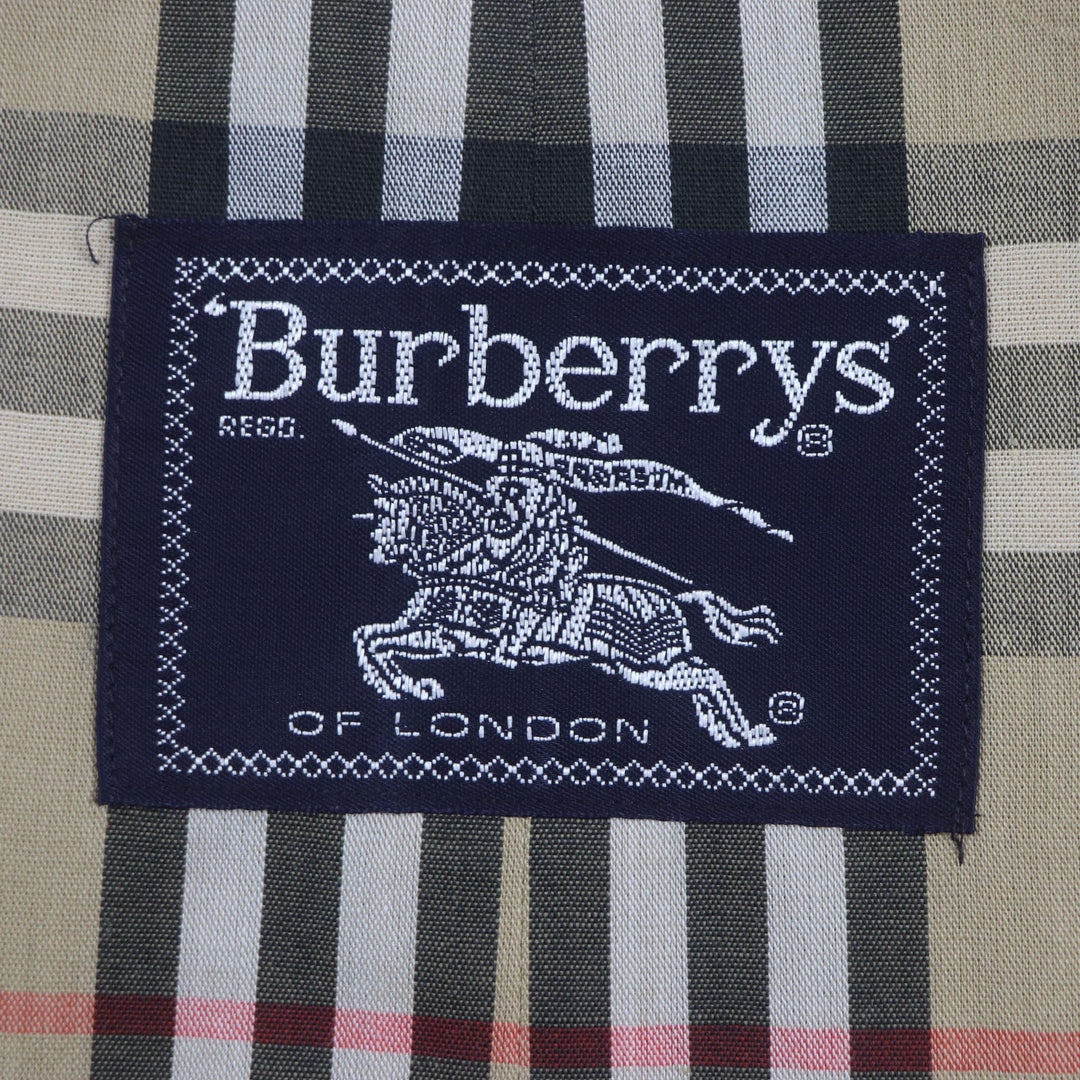 'Burberrys'
REGD. ®
OF LONDON ®